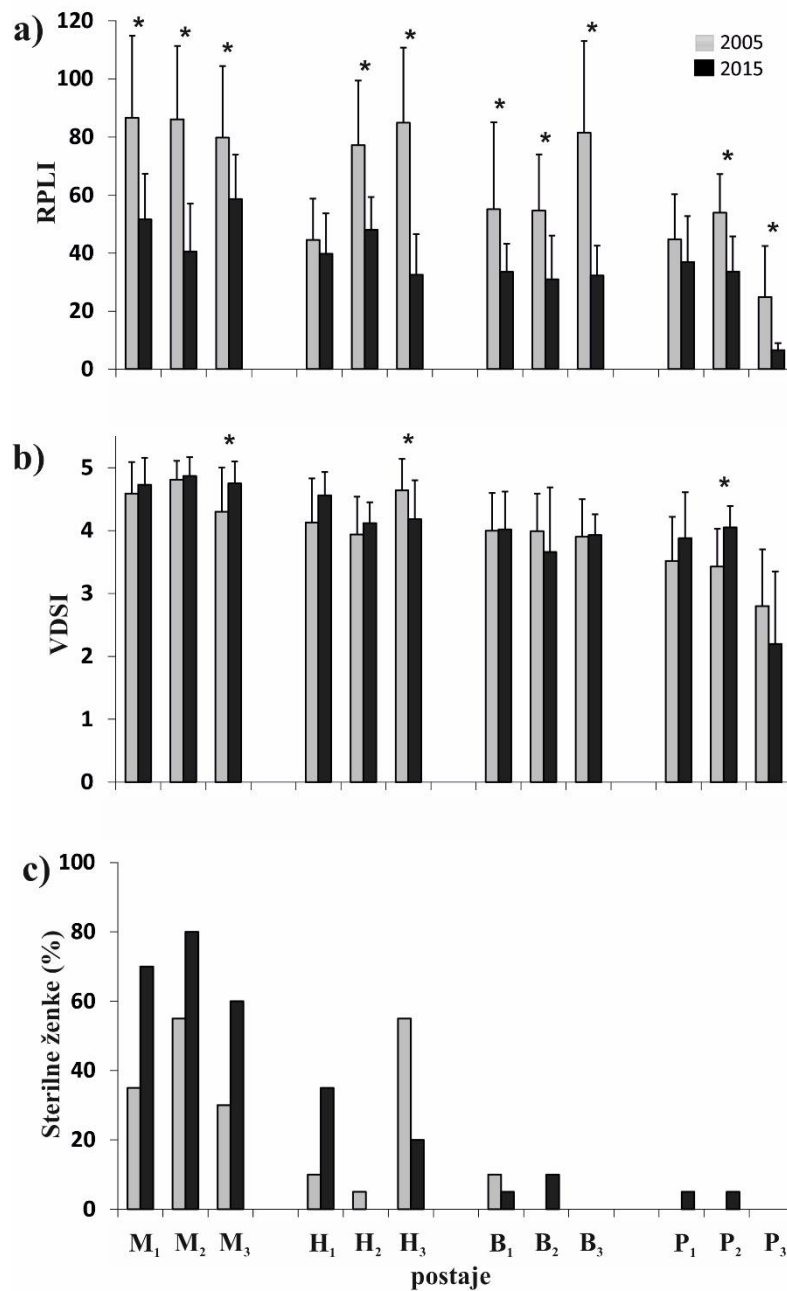 a)
RPLI
120
100
80
60
40
20
0
* * * * * * * * * *
2005
2015
b)
VDSI
5
4
3
2
1
0
* * *
c)
Sterilne ženke (%)
100
80
60
40
20
0
M₁ M₂ M₃ H₁ H₂ H₃ B₁ B₂ B₃ P₁ P₂ P₃
postaje